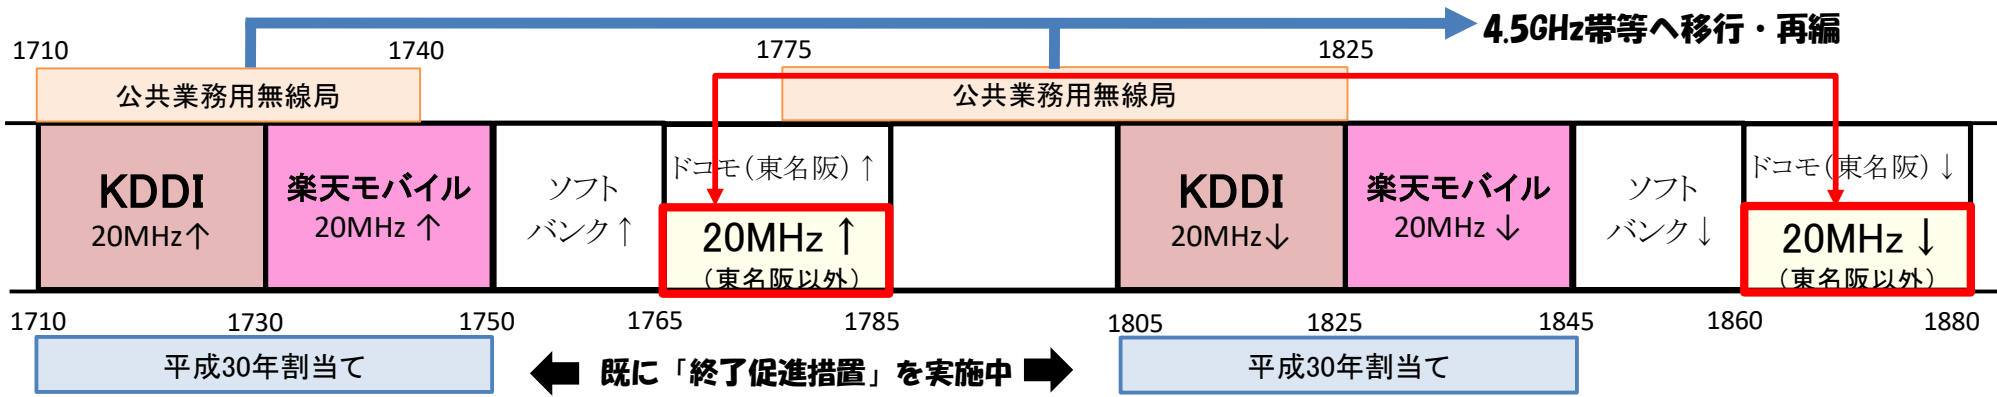 4.5GHz帯等へ移行・再編
1710
1740
1775
1825
公共業務用無線局
公共業務用無線局
KDDI
20MHz↑
楽天モバイル
20MHz ↑
ソフト
バンク↑
ドコモ(東名阪)↑
20MHz ↑
(東名阪以外)
KDDI
20MHz↓
楽天モバイル
20MHz ↓
ソフト
バンク↓
ドコモ(東名阪)↓
20MHz ↓
(東名阪以外)
1710
1730
1750
1765
1785
1805
1825
1845
1860
1880
平成30年割当て
既に「終了促進措置」を実施中
平成30年割当て